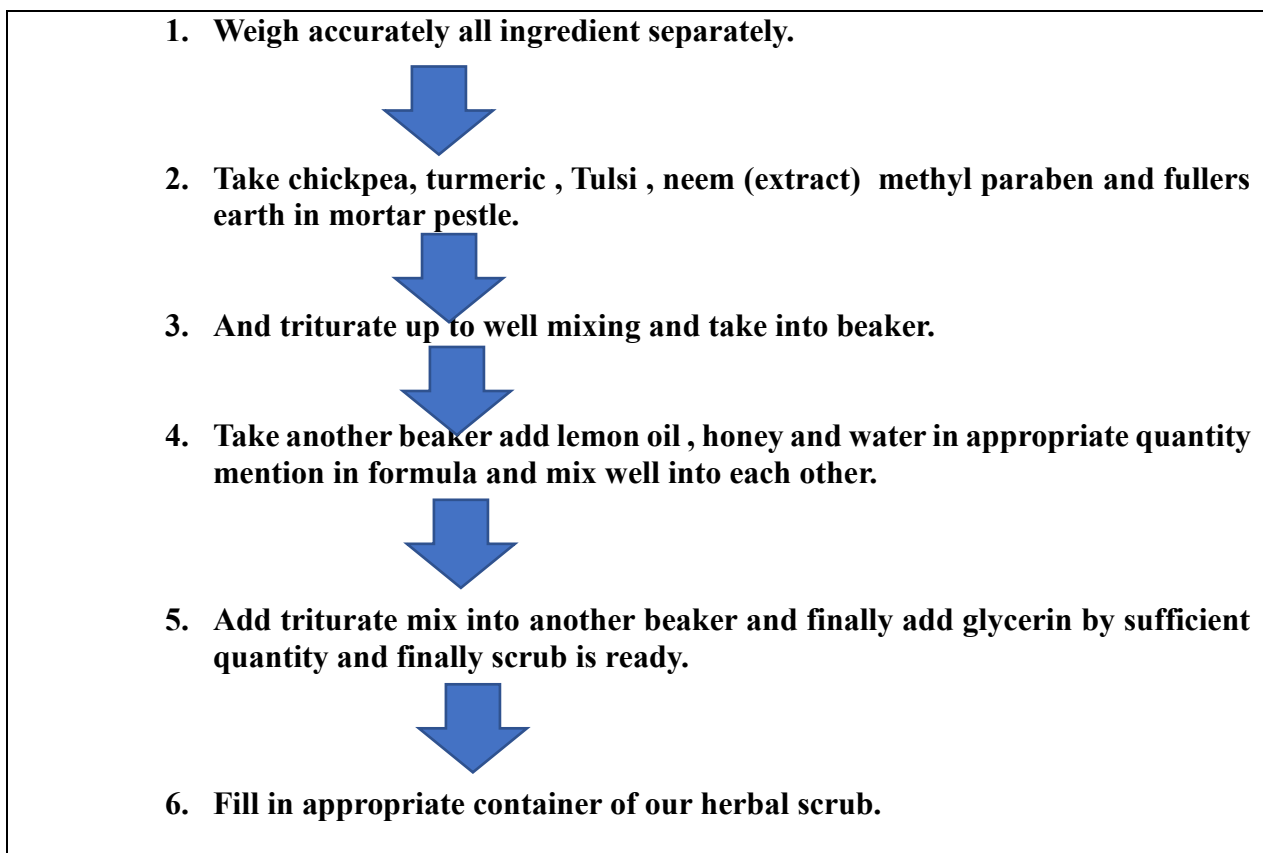 1. Weigh accurately all ingredient separately.
2. Take chickpea, turmeric , Tulsi , neem (extract) methyl paraben and fullers
earth in mortar pestle.
3. And triturate up to well mixing and take into beaker.
4. Take another beaker add lemon oil , honey and water in appropriate quantity
mention in formula and mix well into each other.
5. Add triturate mix into another beaker and finally add glycerin by sufficient
quantity and finally scrub is ready.
6. Fill in appropriate container of our herbal scrub.